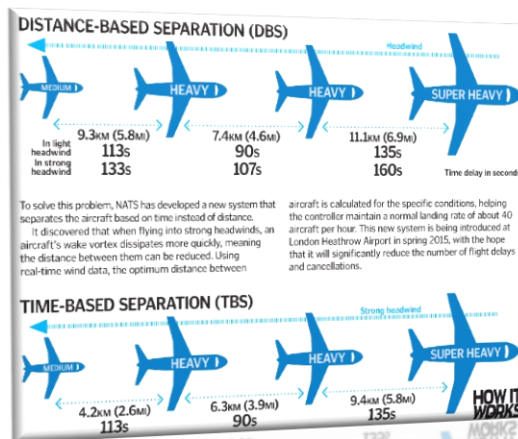 DISTANCE-BASED SEPARATION (DBS)
Headwind
MEDIUM
HEAVY
HEAVY
SUPER HEAVY
9.3KM (5.8MI)
7.4KM (4.6MI)
11.1KM (6.9MI)
In light
headwind
113s
90s
135s
In strong
headwind
133s
107s
160s
Time delay in seconds
To solve this problem, NATS has developed a new system that
separates the aircraft based on time instead of distance.
It discovered that when flying into strong headwinds, an
aircraft's wake vortex dissipates more quickly, meaning
the distance between them can be reduced. Using
real-time wind data, the optimum distance between
aircraft is calculated for the specific conditions, helping
the controller maintain a normal landing rate of about 40
aircraft per hour. This new system is being introduced at
London Heathrow Airport in spring 2015, with the hope
that it will significantly reduce the number of flight delays
and cancellations.
TIME-BASED SEPARATION (TBS)
Strong headwind
MEDIUM
HEAVY
HEAVY
SUPER HEAVY
4.2KM (2.6MI)
6.3KM (3.9MI)
9.4KM (5.8MI)
113s
90s
135s
HOW IT
WORKS